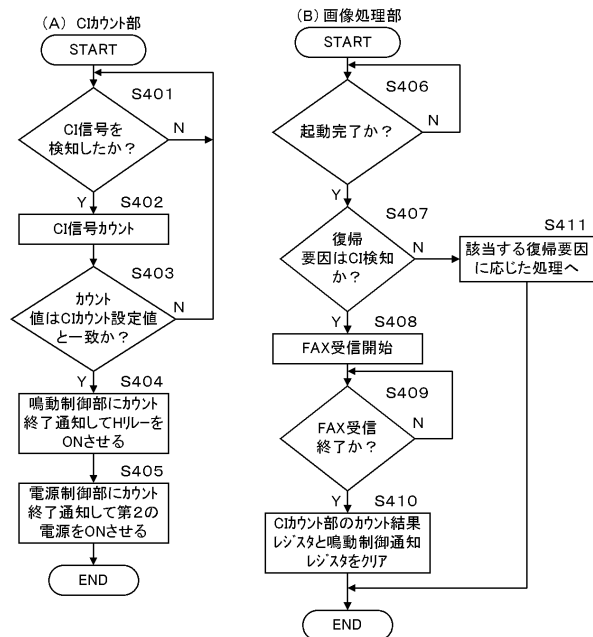 (A) CIカウント部
START
S401
CI信号を
検知したか？
N
Y
S402
CI信号カウント
S403
カウント
値はCIカウント設定値
と一致か？
N
Y
S404
鳴動制御部にカウント
終了通知してHリレーを
ONさせる
S405
電源制御部にカウント
終了通知して第2の
電源をONさせる
END
(B) 画像処理部
START
S406
起動完了か？
N
Y
S407
復帰
要因はCI検知
か？
N
S411
該当する復帰要因
に応じた処理へ
Y
S408
FAX受信開始
S409
FAX受信
終了か？
N
Y
S410
CIカウント部のカウント結果
レジスタと鳴動制御通知
レジスタをクリア
END